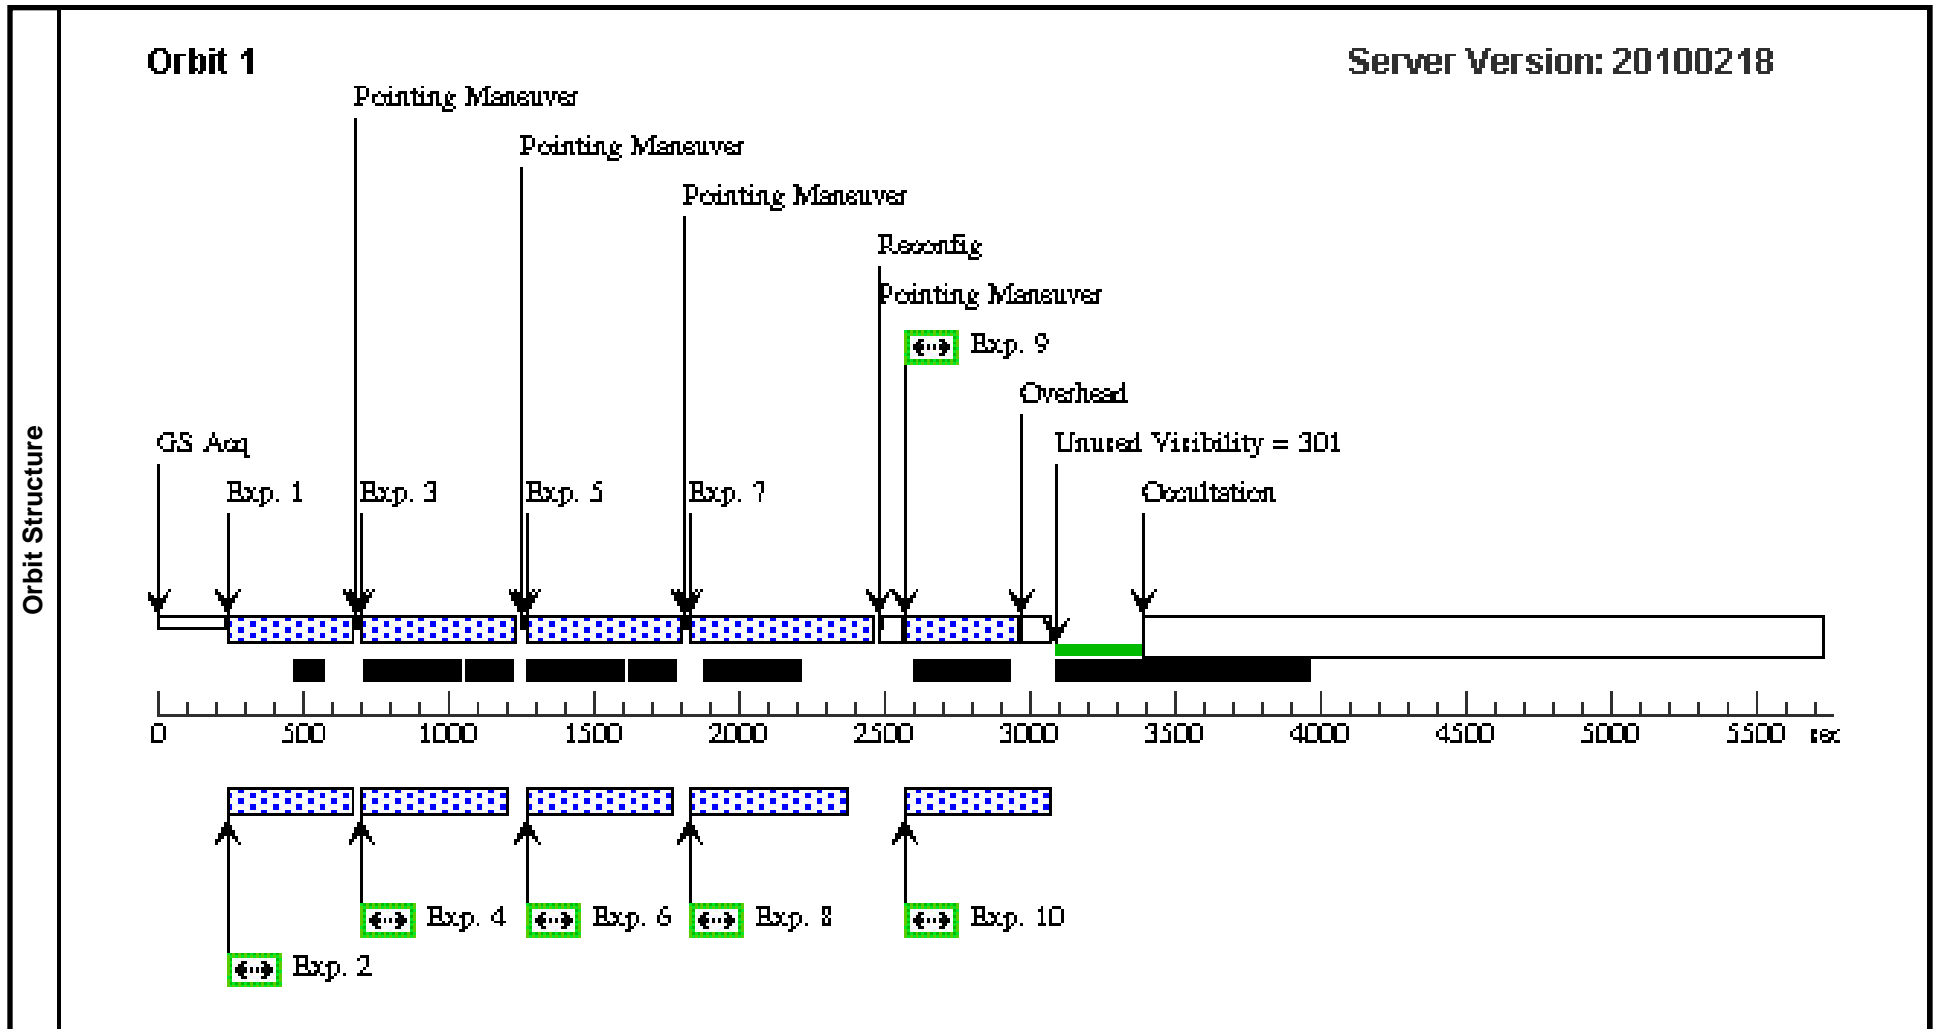 Orbit 1
Server Version: 20100218
Pointing Maneuver
Pointing Maneuver
Pointing Maneuver
Reconfig
Pointing Maneuver
Exp. 9
Overhead
GS Acq
Unused Visibility = 301
Exp. 1
Exp. 3
Exp. 5
Exp. 7
Occultation
Orbit Structure
0 500 1000 1500 2000 2500 3000 3500 4000 4500 5000 5500 sec
Exp. 4
Exp. 6
Exp. 8
Exp. 10
Exp. 2